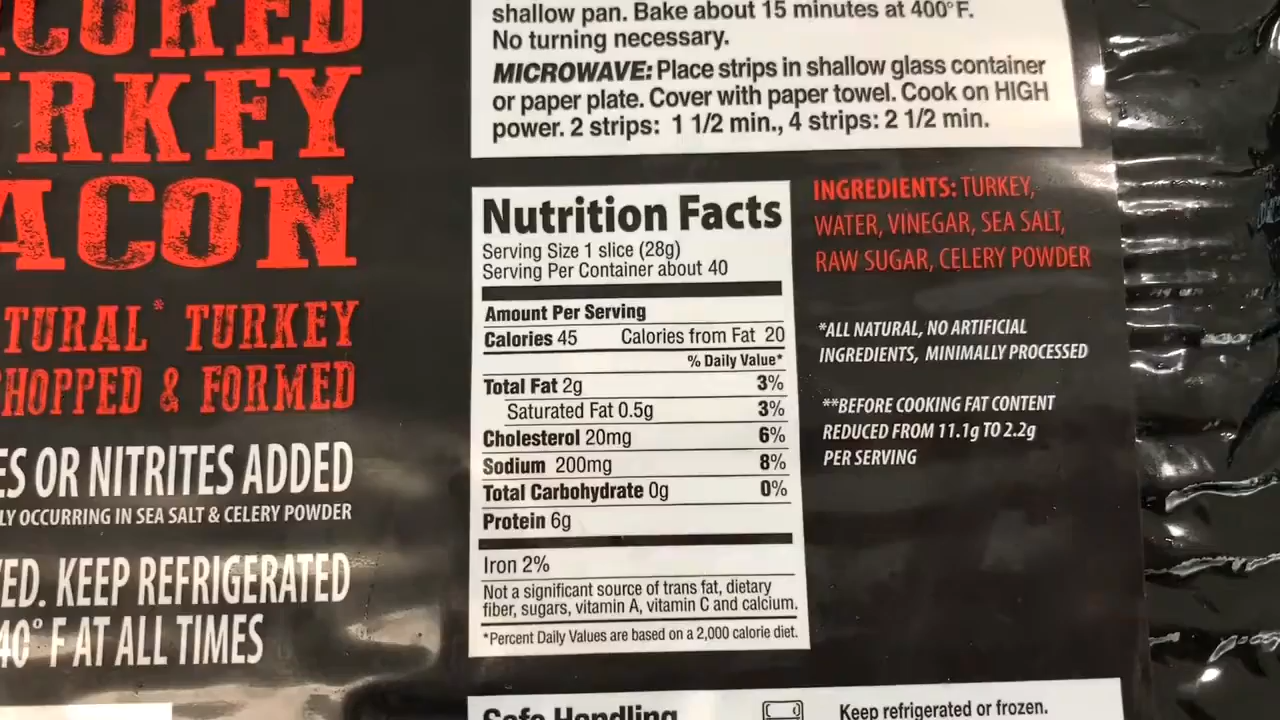 RKEY
ACON
TURAL* TURKEY
HOPPED & FORMED
ES OR NITRITES ADDED
LY OCCURRING IN SEA SALT & CELERY POWDER
ED. KEEP REFRIGERATED
40° F AT ALL TIMES
shallow pan. Bake about 15 minutes at 400°F.
No turning necessary.
MICROWAVE: Place strips in shallow glass container
or paper plate. Cover with paper towel. Cook on HIGH
power. 2 strips: 1 1/2 min., 4 strips: 2 1/2 min.
Nutrition Facts
Serving Size 1 slice (28g)
Serving Per Container about 40
Amount Per Serving
Calories 45 Calories from Fat 20
% Daily Value*
Total Fat 2g 3%
Saturated Fat 0.5g 3%
Cholesterol 20mg 6%
Sodium 200mg 8%
Total Carbohydrate 0g 0%
Protein 6g
Iron 2%
Not a significant source of trans fat, dietary
fiber, sugars, vitamin A, vitamin C and calcium.
*Percent Daily Values are based on a 2,000 calorie diet.
INGREDIENTS: TURKEY,
WATER, VINEGAR, SEA SALT,
RAW SUGAR, CELERY POWDER
*ALL NATURAL, NO ARTIFICIAL
INGREDIENTS, MINIMALLY PROCESSED
**BEFORE COOKING FAT CONTENT
REDUCED FROM 11.1g TO 2.2g
PER SERVING
Safe Handling
Keep refrigerated or frozen.